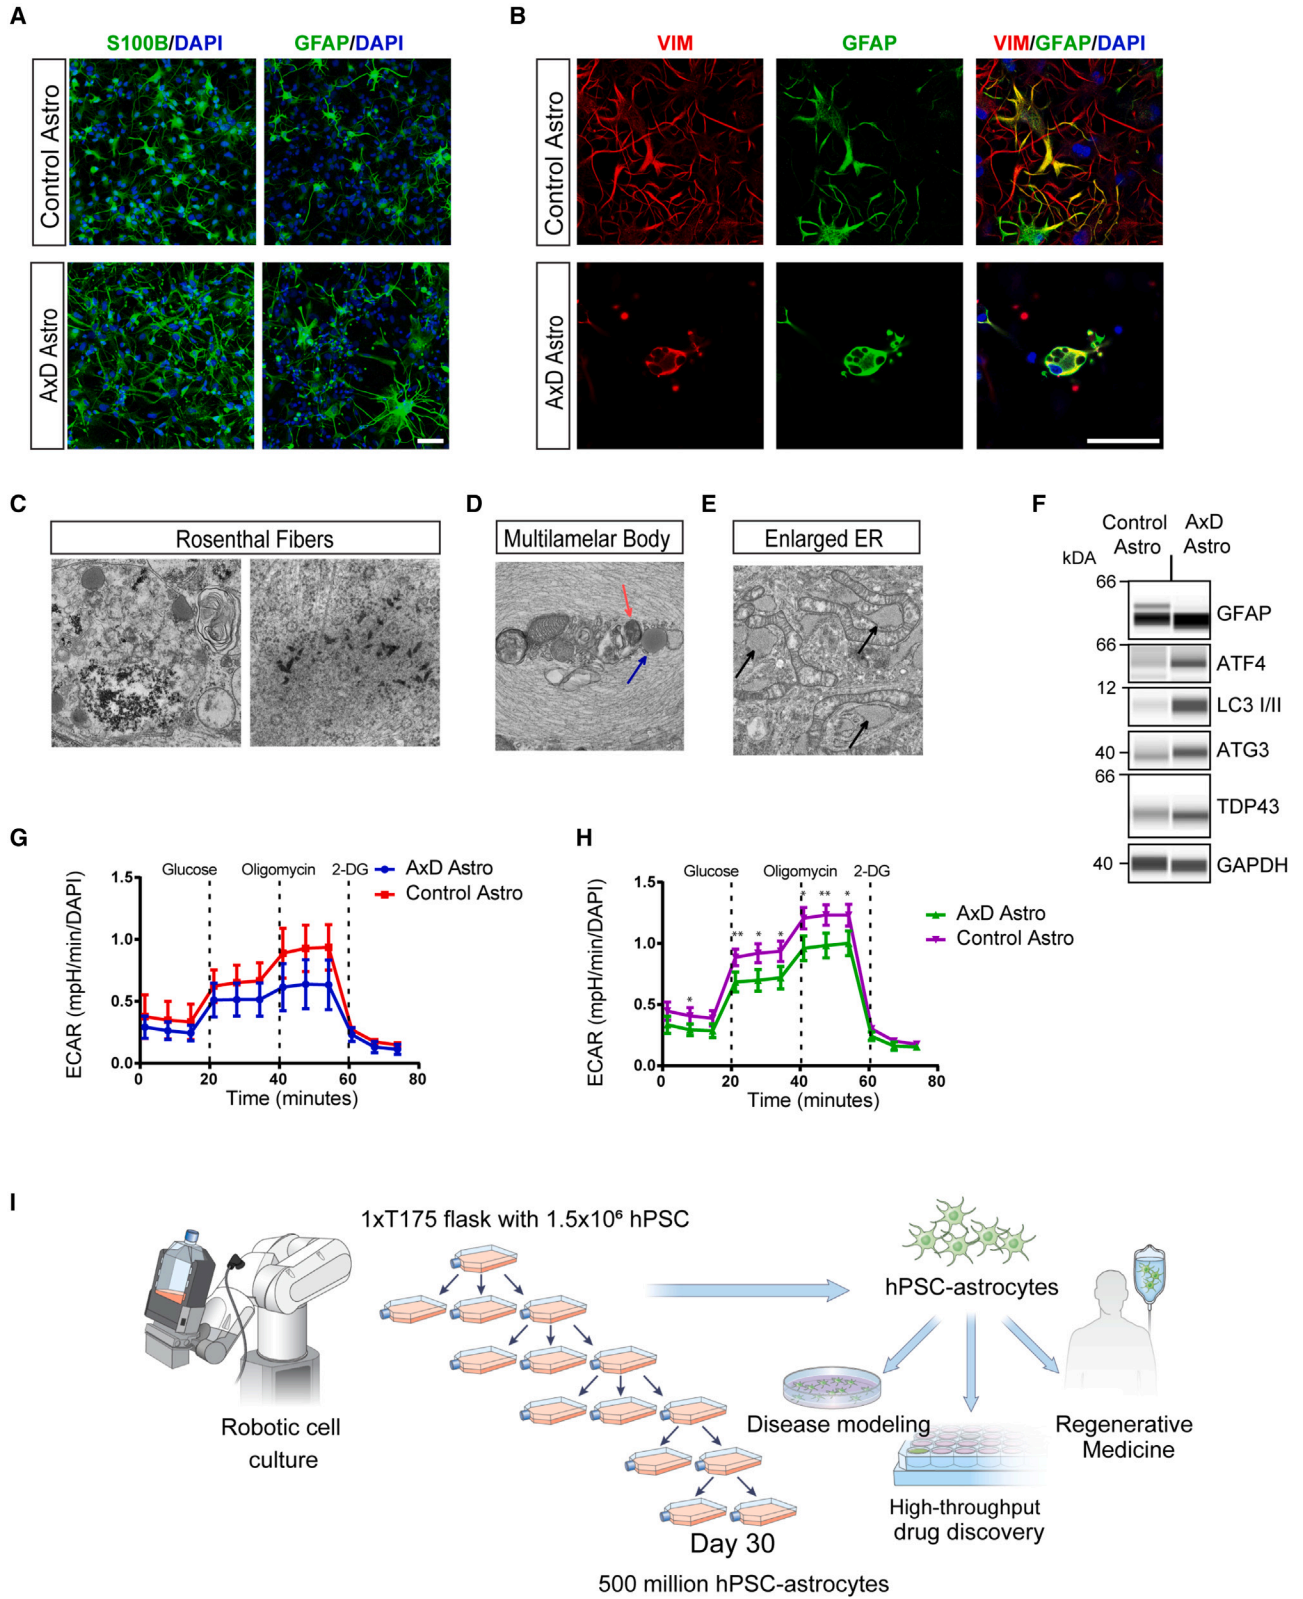 A
S100B/DAPI
GFAP/DAPI
Control Astro
AxD Astro
B
VIM
GFAP
VIM/GFAP/DAPI
Control Astro
AxD Astro
C
Rosenthal Fibers
D
Multilamelar Body
E
Enlarged ER
F
Control
Astro
AxD
Astro
kDA
66
GFAP
66
ATF4
12
LC3 I/II
40
ATG3
66
TDP43
40
GAPDH
G
Glucose
Oligomycin
2-DG
AxD Astro
Control Astro
ECAR (mpH/min/DAPI)
1.5
1.0
0.5
0.0
0
20
40
60
80
Time (minutes)
H
Glucose
Oligomycin
2-DG
AxD Astro
Control Astro
ECAR (mpH/min/DAPI)
1.5
1.0
0.5
0.0
*
**
*
*
*
**
*
0
20
40
60
80
Time (minutes)
I
Robotic cell
culture
1xT175 flask with 1.5x10⁶ hPSC
Day 30
500 million hPSC-astrocytes
hPSC-astrocytes
Disease modeling
High-throughput
drug discovery
Regenerative
Medicine